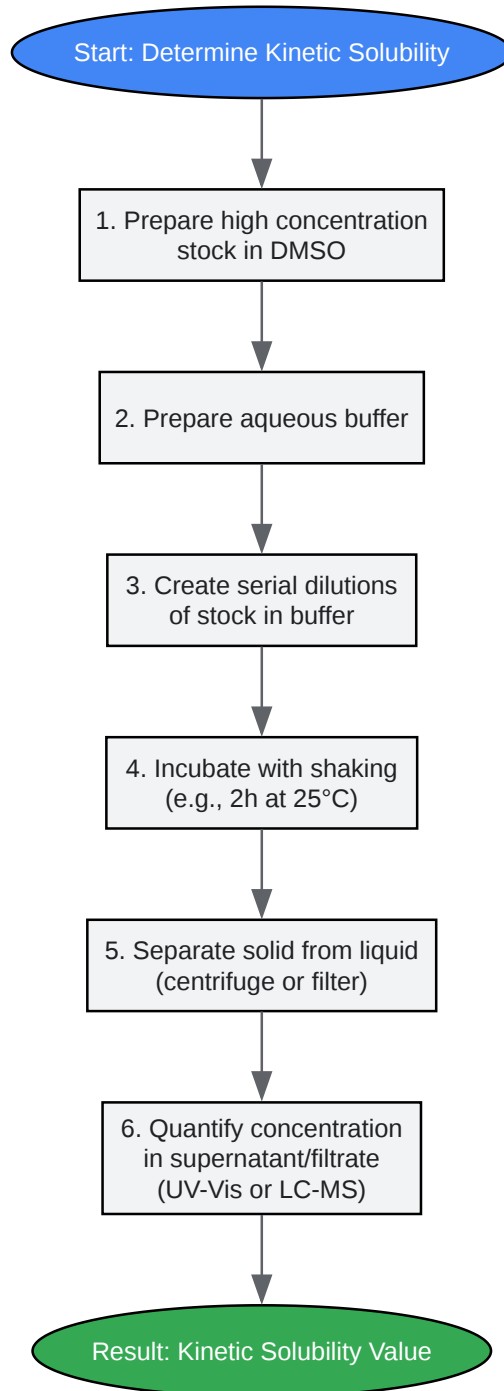 Start: Determine Kinetic Solubility
1. Prepare high concentration
stock in DMSO
2. Prepare aqueous buffer
3. Create serial dilutions
of stock in buffer
4. Incubate with shaking
(e.g., 2h at 25°C)
5. Separate solid from liquid
(centrifuge or filter)
6. Quantify concentration
in supernatant/filtrate
(UV-Vis or LC-MS)
Result: Kinetic Solubility Value